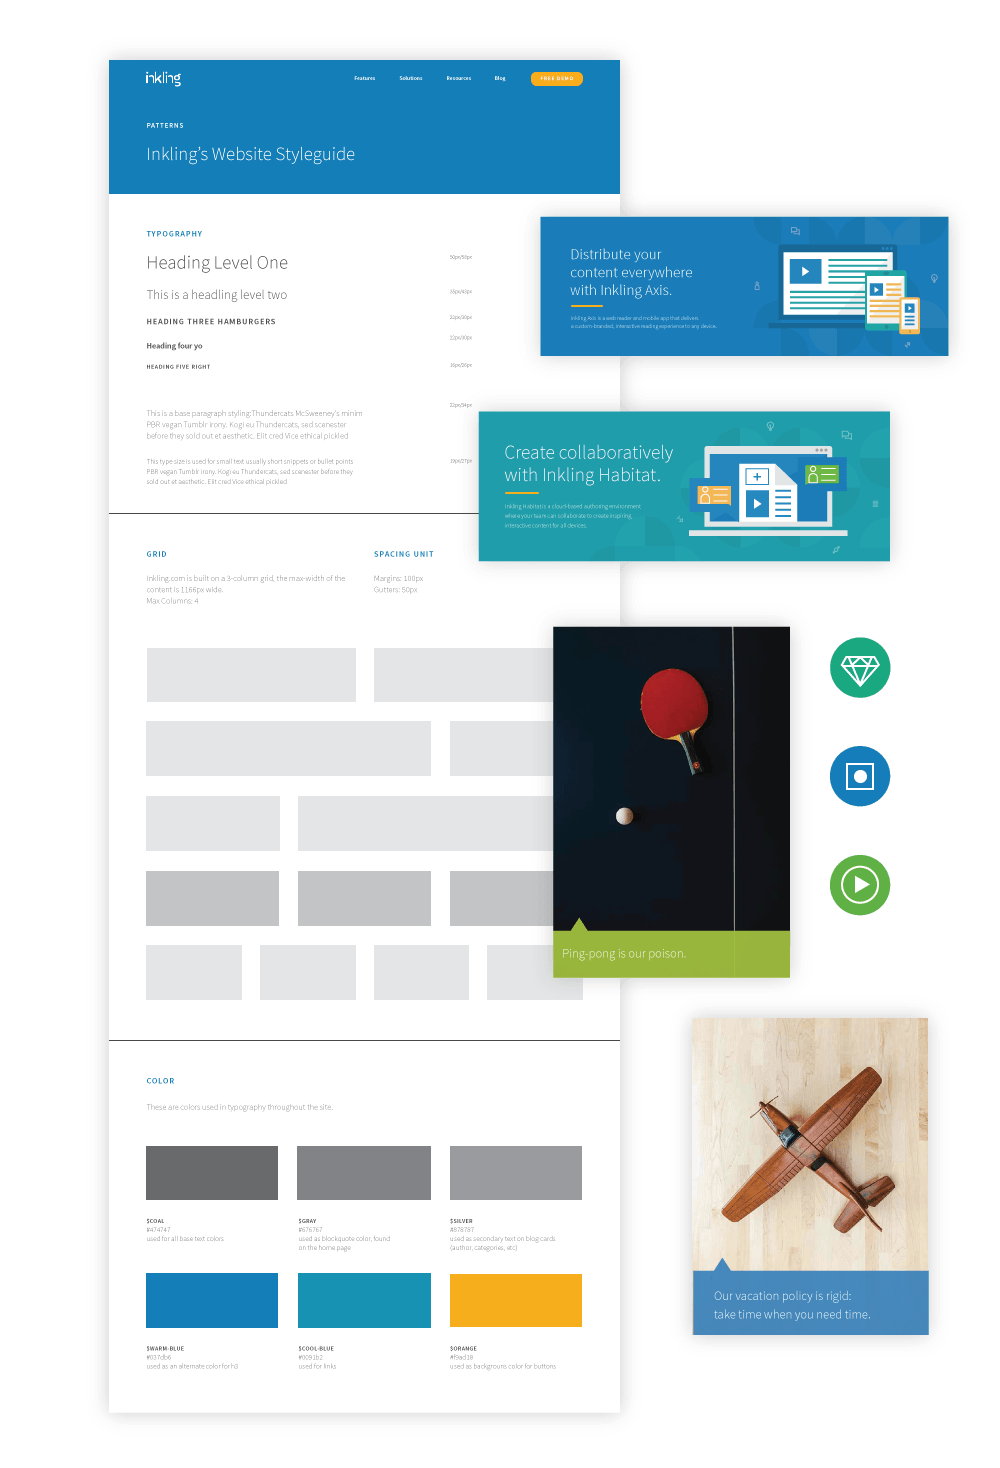 inkling
Features Solutions Resources Blog FREE DEMO
PATTERNS
Inkling's Website Styleguide
TYPOGRAPHY
Heading Level One
This is a headling level two
HEADING THREE HAMBURGERS
Heading four yo
HEADING FIVE RIGHT
50px/58px
22px/30px
22px/30px
16px/26px
22px/34px
This is a base paragraph styling:Thundercats McSweeney's minim
PBR vegan Tumblr irony. Kogi eu Thundercats, sed scenester
before they sold out et aesthetic. Elit cred Vice ethical pickled
This type size is used for small text usually short snippets or bullet points
PBR vegan Tumblr irony. Kogi eu Thundercats, sed scenester before they
sold out et aesthetic. Elit cred Vice ethical pickled
19px/27px
Distribute your
content everywhere
with Inkling Axis.
Inkling Axis is a web reader and mobile app that delivers
a custom-branded, interactive reading experience to any device.
Create collaboratively
with Inkling Habitat.
Inkling Habitat is a cloud-based authoring environment
where your team can collaborate to create inspiring,
interactive content for all devices.
GRID
Inkling.com is built on a 3-column grid, the max-width of the
content is 1166px wide.
Max Columns: 4
SPACING UNIT
Margins: 100px
Gutters: 50px
Ping-pong is our poison.
COLOR
These are colors used in typography throughout the site.
$COAL
#474747
used for all base text colors
$GRAY
#676767
used as blockquote color, found
on the home page
$SILVER
#878787
used as secondary text on blog cards
(author, categories, etc)
$WARM-BLUE
#037db6
used as an alternate color for h3
$COOL-BLUE
#0091b2
used for links
$ORANGE
#f9ad18
used as backgrouns color for buttons
Our vacation policy is rigid:
take time when you need time.